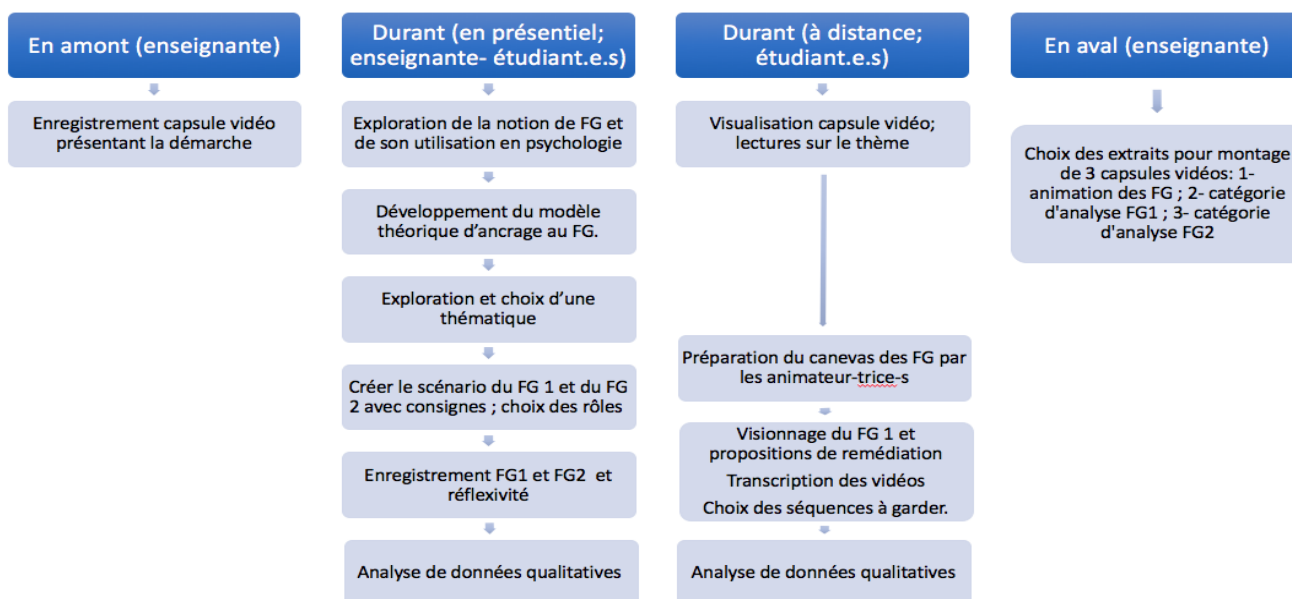 En amont (enseignante)
Enregistrement capsule vidéo
présentant la démarche
Durant (en présentiel;
enseignante- étudiant.e.s)
Exploration de la notion de FG et
de son utilisation en psychologie
Développement du modèle
théorique d'ancrage au FG.
Exploration et choix d'une
thématique
Créer le scénario du FG 1 et du FG
2 avec consignes ; choix des rôles
Enregistrement FG1 et FG2 et
réflexivité
Analyse de données qualitatives
Durant (à distance;
étudiant.e.s)
Visualisation capsule vidéo;
lectures sur le thème
Préparation du canevas des FG par
les animateur-trice-s
Visionnage du FG 1 et
propositions de remédiation
Transcription des vidéos
Choix des séquences à garder.
Analyse de données qualitatives
En aval (enseignante)
Choix des extraits pour montage
de 3 capsules vidéos: 1-
animation des FG ; 2- catégorie
d'analyse FG1 ; 3- catégorie
d'analyse FG2